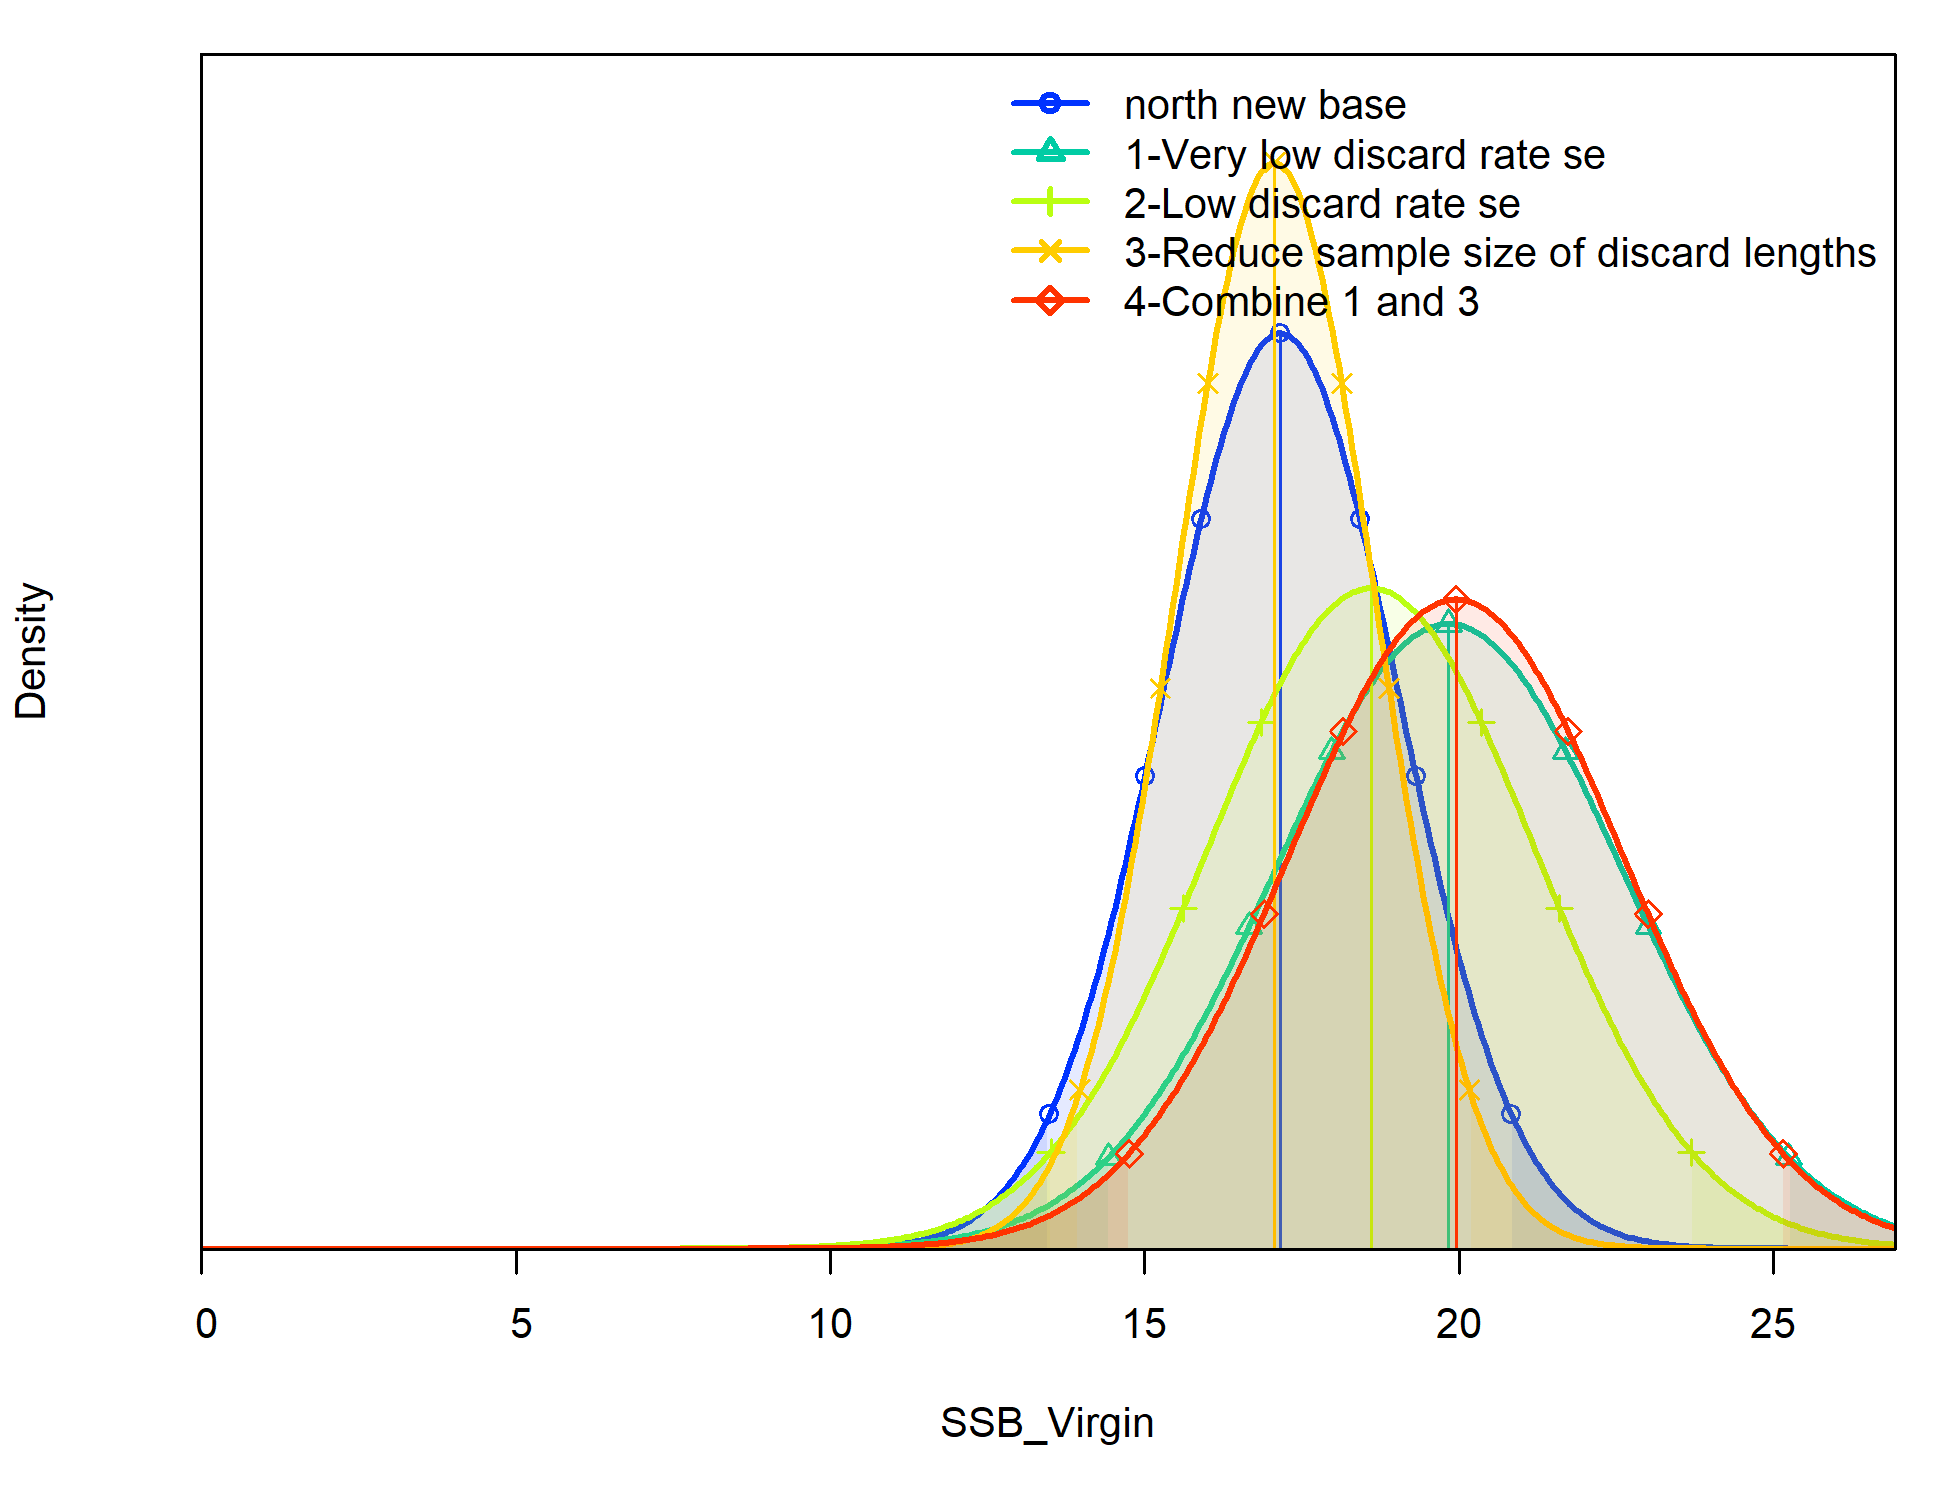 north new base
1-Very low discard rate se
2-Low discard rate se
3-Reduce sample size of discard lengths
4-Combine 1 and 3
Density
0 5 10 15 20 25
SSB_Virgin